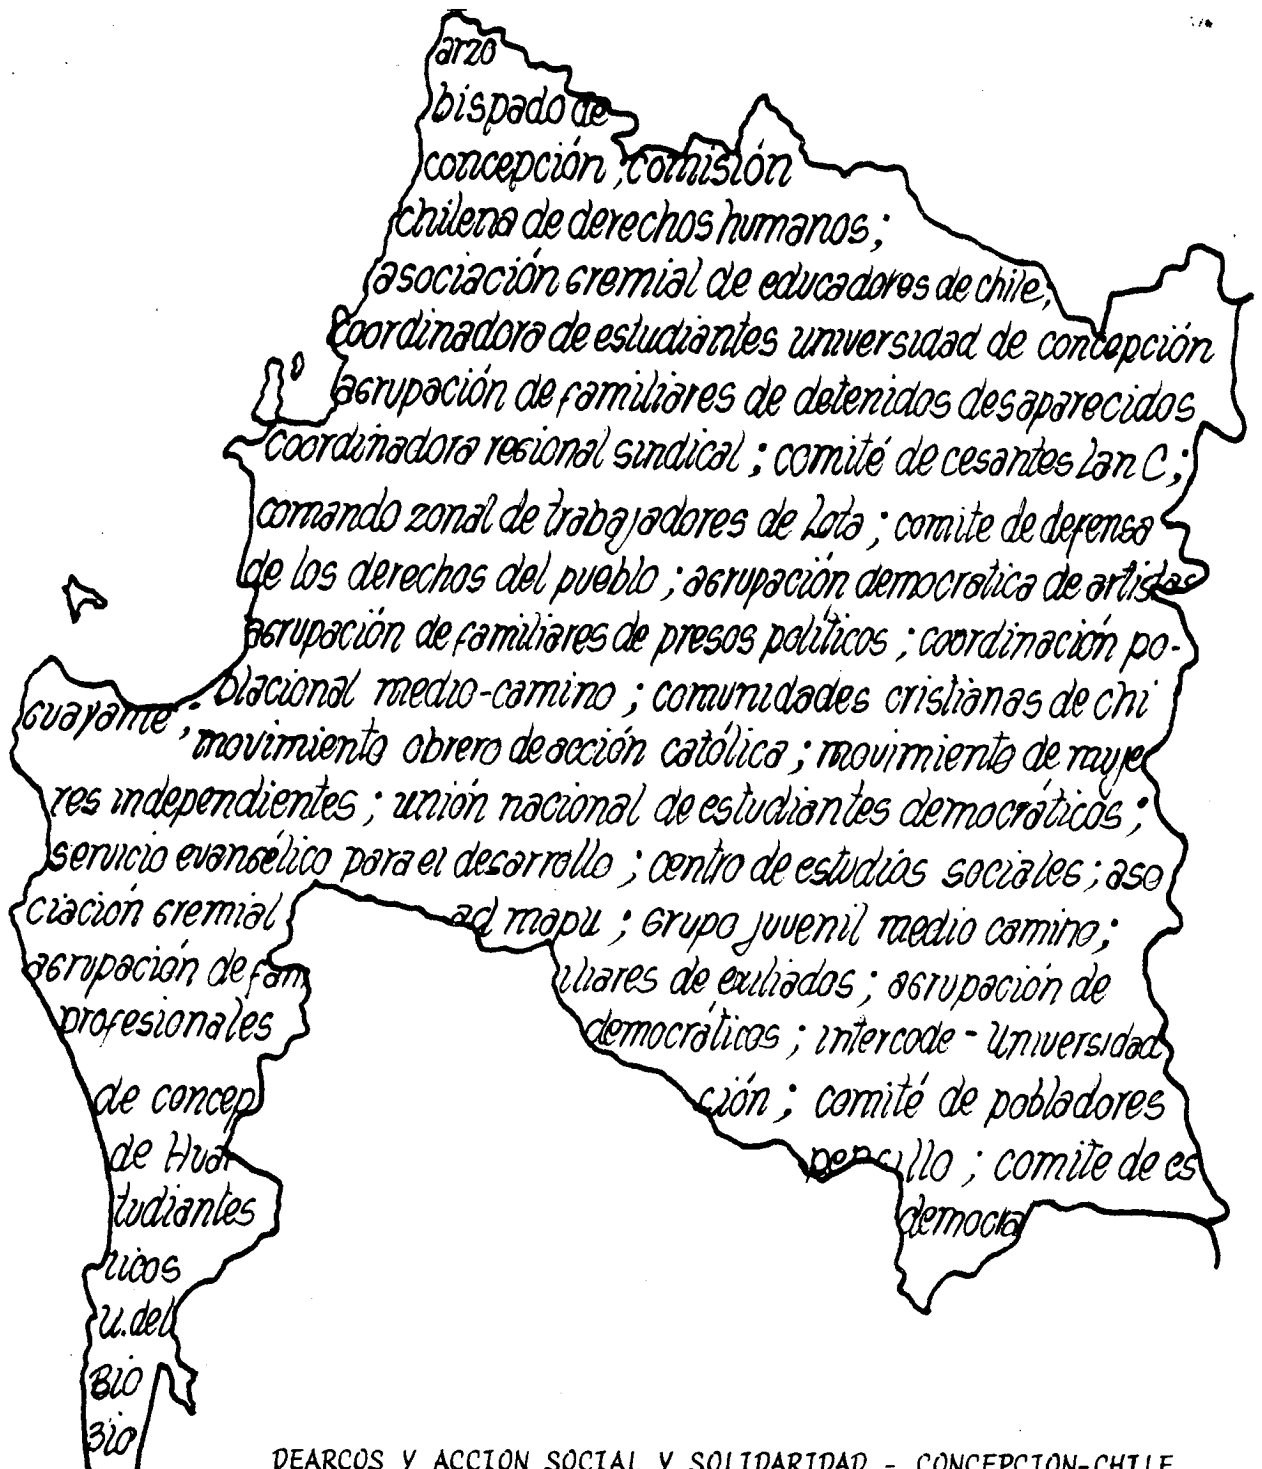 arzo
bispado de
concepción ; comisión
chilena de derechos humanos ;
asociación gremial de educadores de chile;
coordinadora de estudiantes universidad de concepción
agrupación de familiares de detenidos desaparecidos
coordinadora regional sindical ; comité de cesantes Lan C ;
comando zonal de trabajadores de Lota ; comite de defensa
de los derechos del pueblo ; agrupación democratica de artistas
agrupación de familiares de presos políticos ; coordinación po-
blacional medio-camino ; comunidades cristianas de chi
guayante ; movimiento obrero de acción católica ; movimiento de muje
res independientes ; unión nacional de estudiantes democráticos ;
servicio evangélico para el desarrollo ; centro de estudios sociales ; aso
ciación gremial ad mapu ; grupo juvenil medio camino ;
agrupación de fam iliares de exiliados ; agrupación de
profesionales democráticos ; intercode - Universidad
de concep ción ; comité de pobladores
de Hual pencillo ; comite de es
tudiantes democra
ticos
U. del
Bio
Bio
DEARCOS Y ACCION SOCIAL Y SOLIDARIDAD - CONCEPCION-CHILE